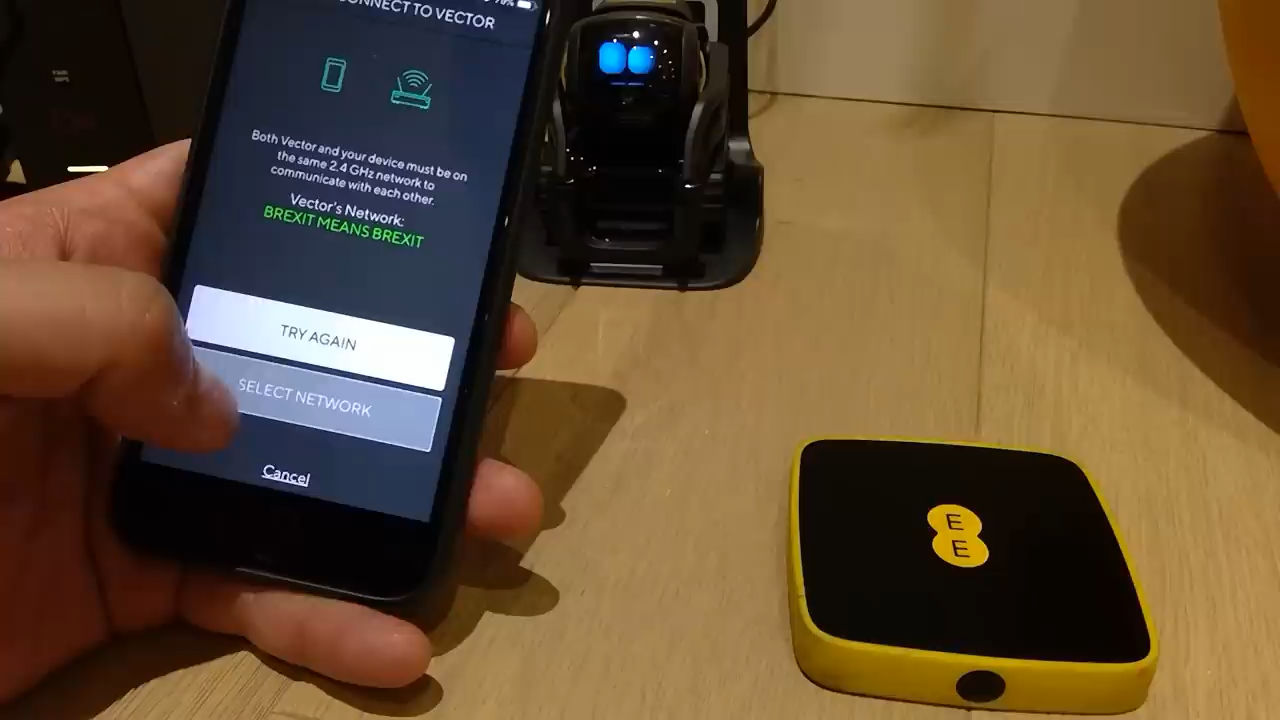 CONNECT TO VECTOR
Both Vector and your device must be on
the same 2.4 GHz network to
communicate with each other.
Vector's Network:
BREXIT MEANS BREXIT
TRY AGAIN
SELECT NETWORK
Cancel
E
E